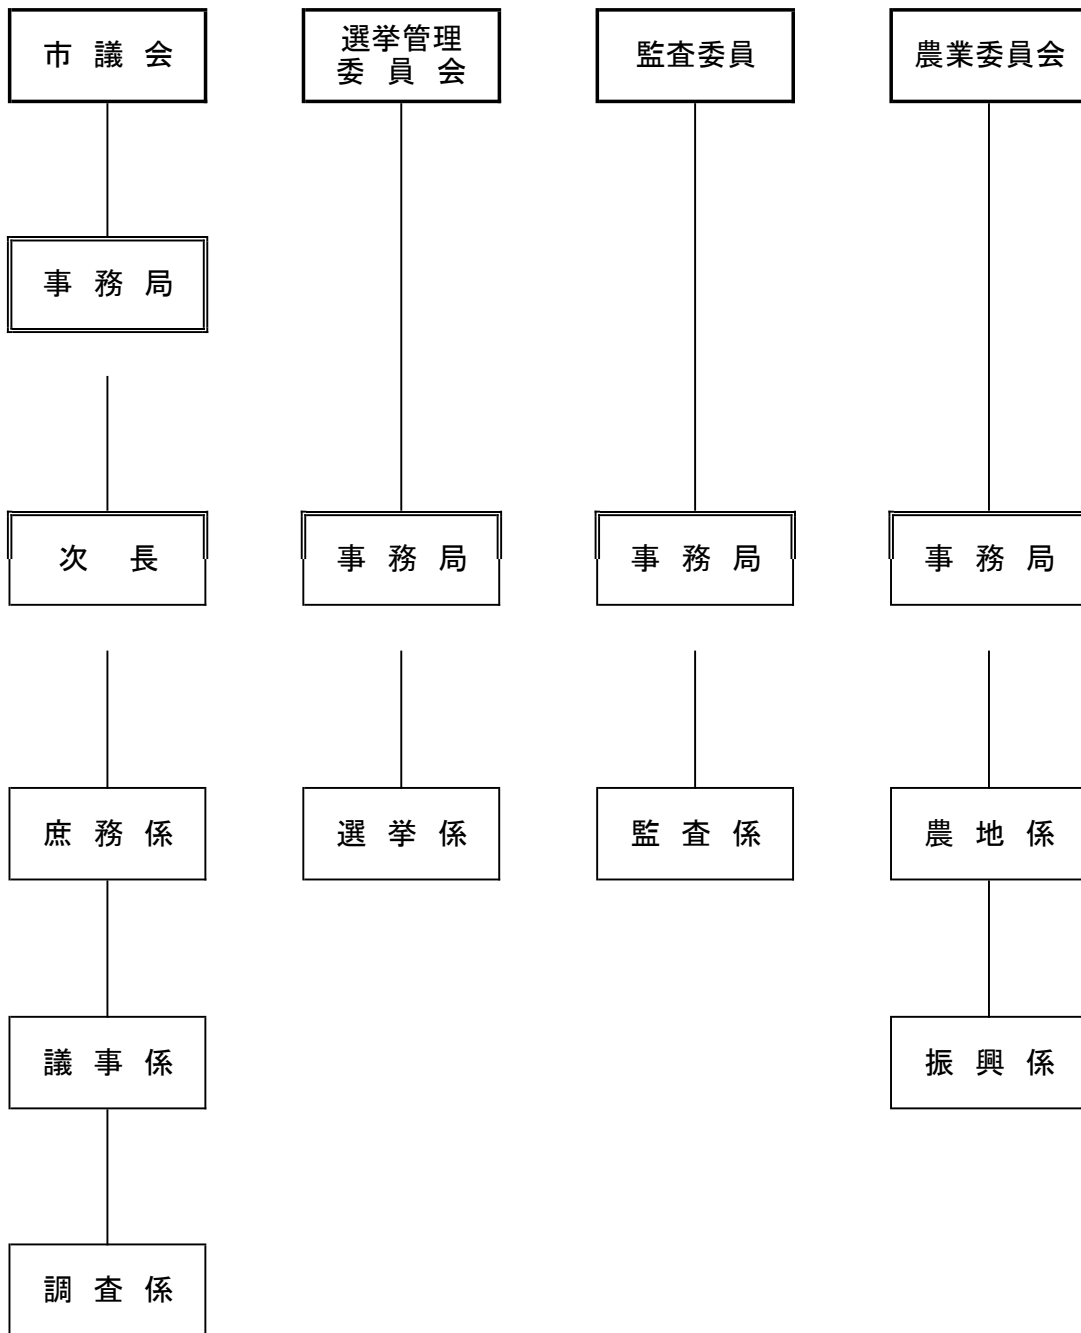 市議会
選挙管理
委員会
監査委員
農業委員会
事務局
次長
事務局
事務局
事務局
庶務係
選挙係
監査係
農地係
議事係
振興係
調査係